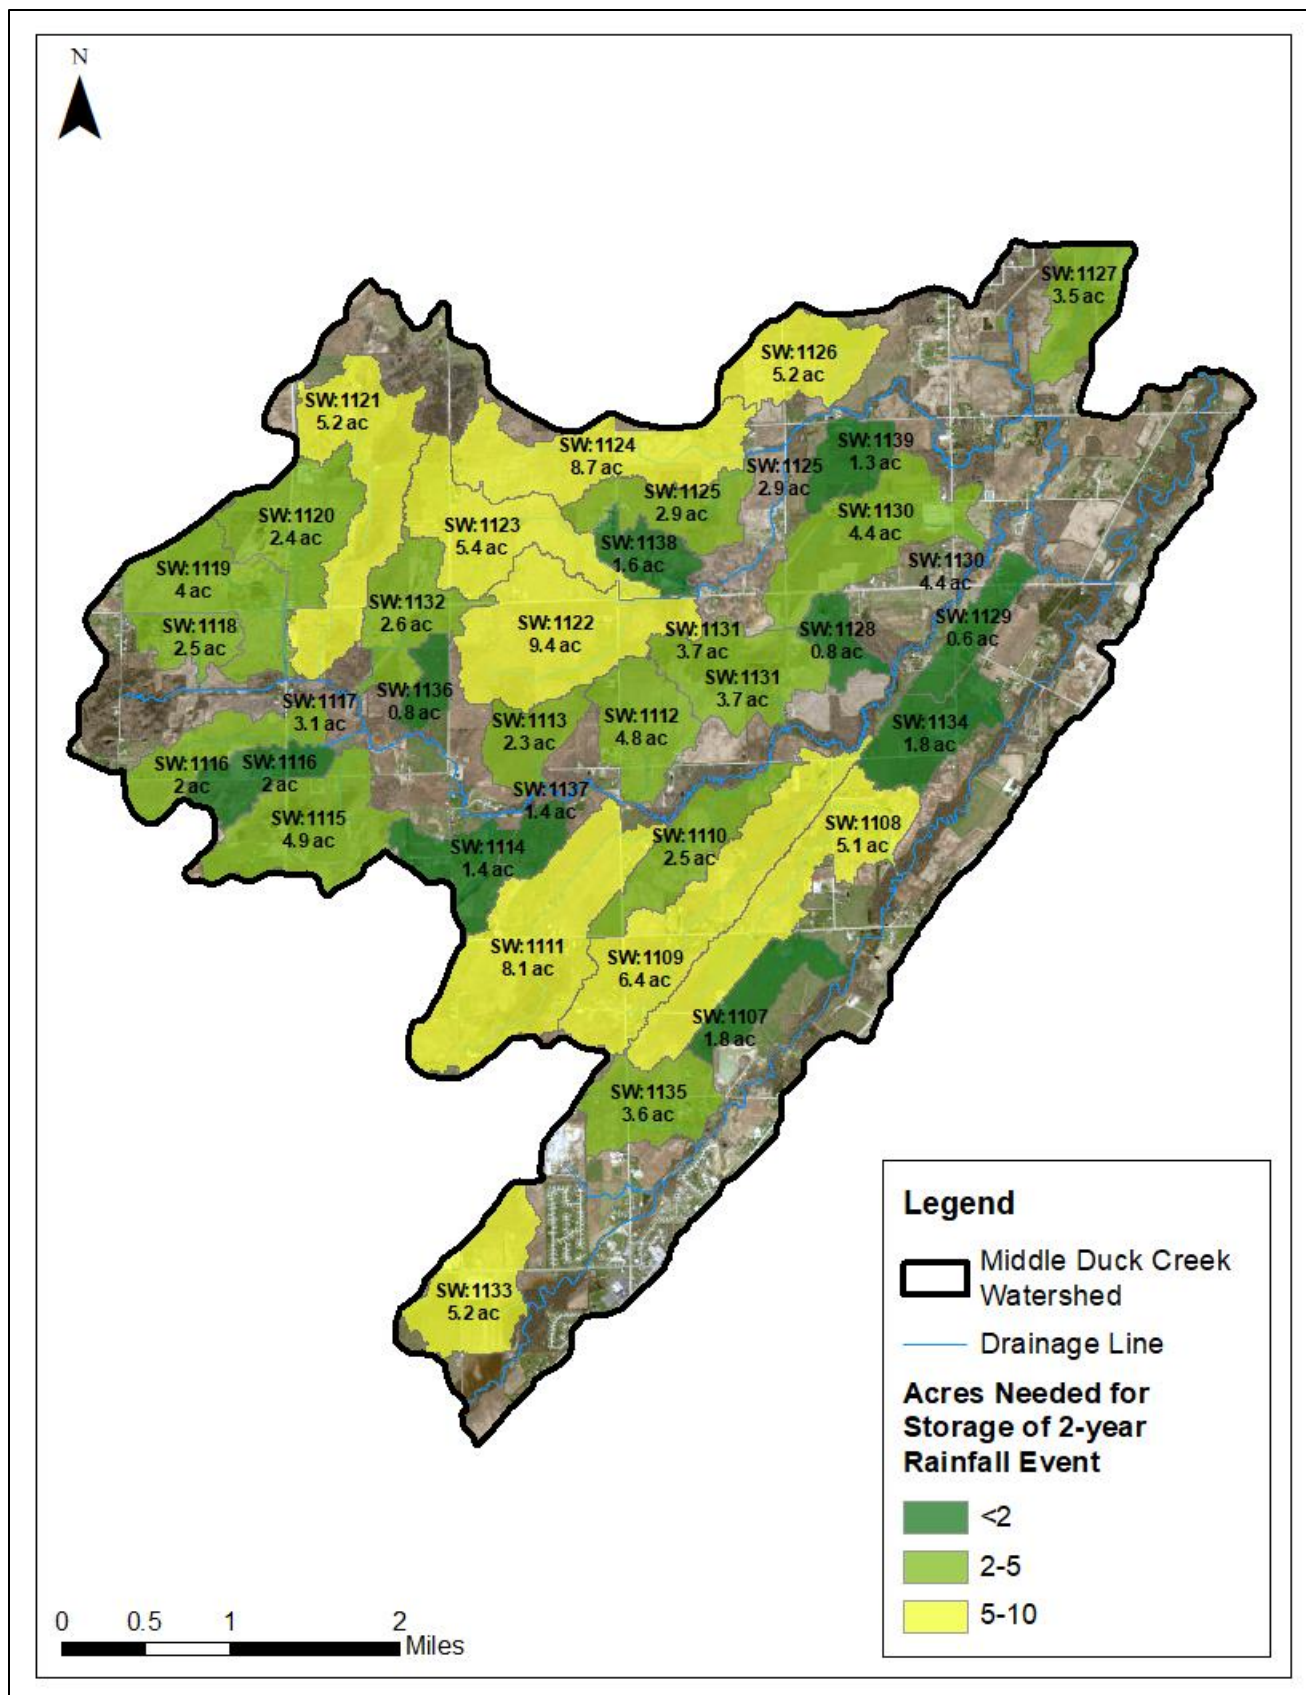 N
SW:1127
3.5 ac
SW:1126
5.2 ac
SW:1121
5.2 ac
SW:1124
8.7 ac
SW:1139
1.3 ac
SW:1125
2.9 ac
SW:1125
2.9 ac
SW:1120
2.4 ac
SW:1123
5.4 ac
SW:1130
4.4 ac
SW:1138
1.6 ac
SW:1130
4.4 ac
SW:1119
4 ac
SW:1132
2.6 ac
SW:1129
0.6 ac
SW:1118
2.5 ac
SW:1122
9.4 ac
SW:1131
3.7 ac
SW:1128
0.8 ac
SW:1131
3.7 ac
SW:1136
0.8 ac
SW:1117
3.1 ac
SW:1113
2.3 ac
SW:1112
4.8 ac
SW:1134
1.8 ac
SW:1116
2 ac
SW:1116
2 ac
SW:1137
1.4 ac
SW:1115
4.9 ac
SW:1108
5.1 ac
SW:1110
2.5 ac
SW:1114
1.4 ac
SW:1111
8.1 ac
SW:1109
6.4 ac
SW:1107
1.8 ac
SW:1135
3.6 ac
SW:1133
5.2 ac
Legend
Middle Duck Creek
Watershed
Drainage Line
Acres Needed for
Storage of 2-year
Rainfall Event
<2
2-5
5-10
0 0.5 1 2
Miles